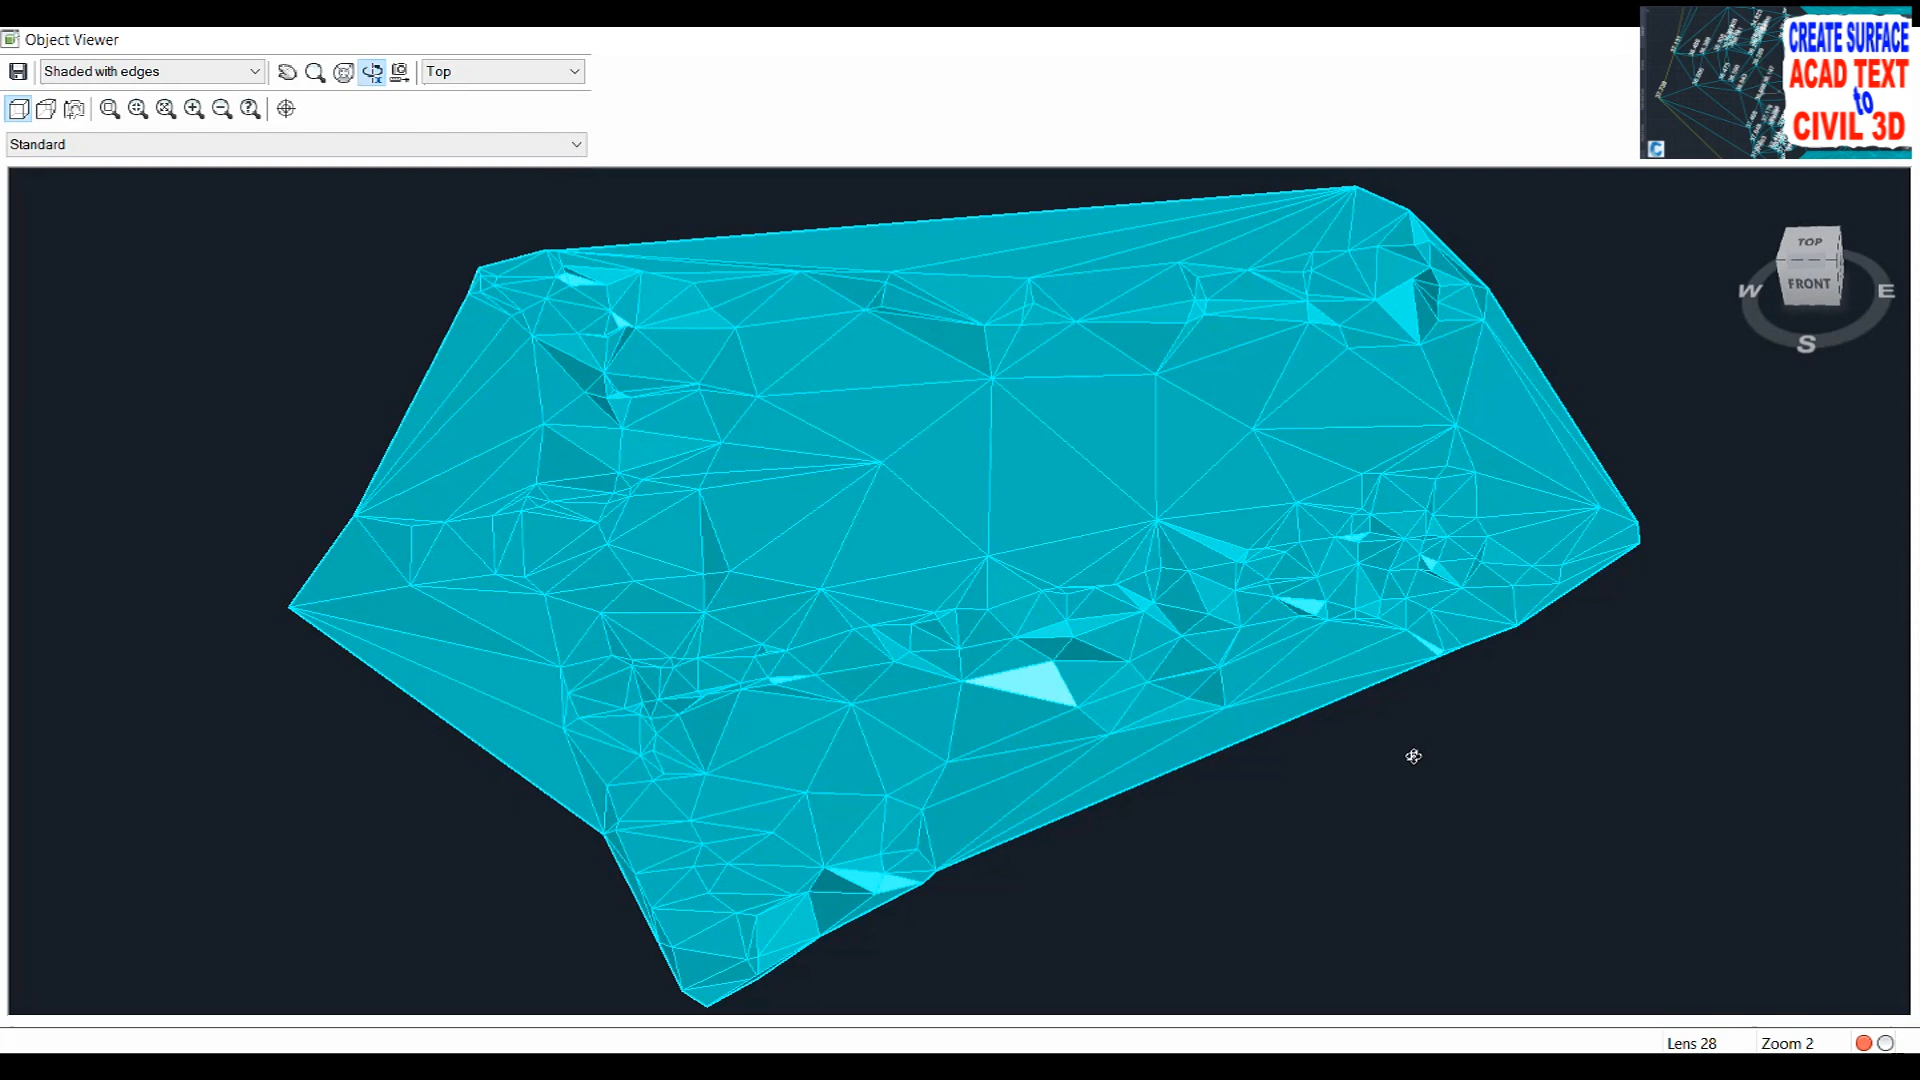 Object Viewer
Shaded with edges
Top
Standard
CREATE SURFACE
ACAD TEXT
to
CIVIL 3D
TOP
FRONT
W
E
S
Lens 28
Zoom 2